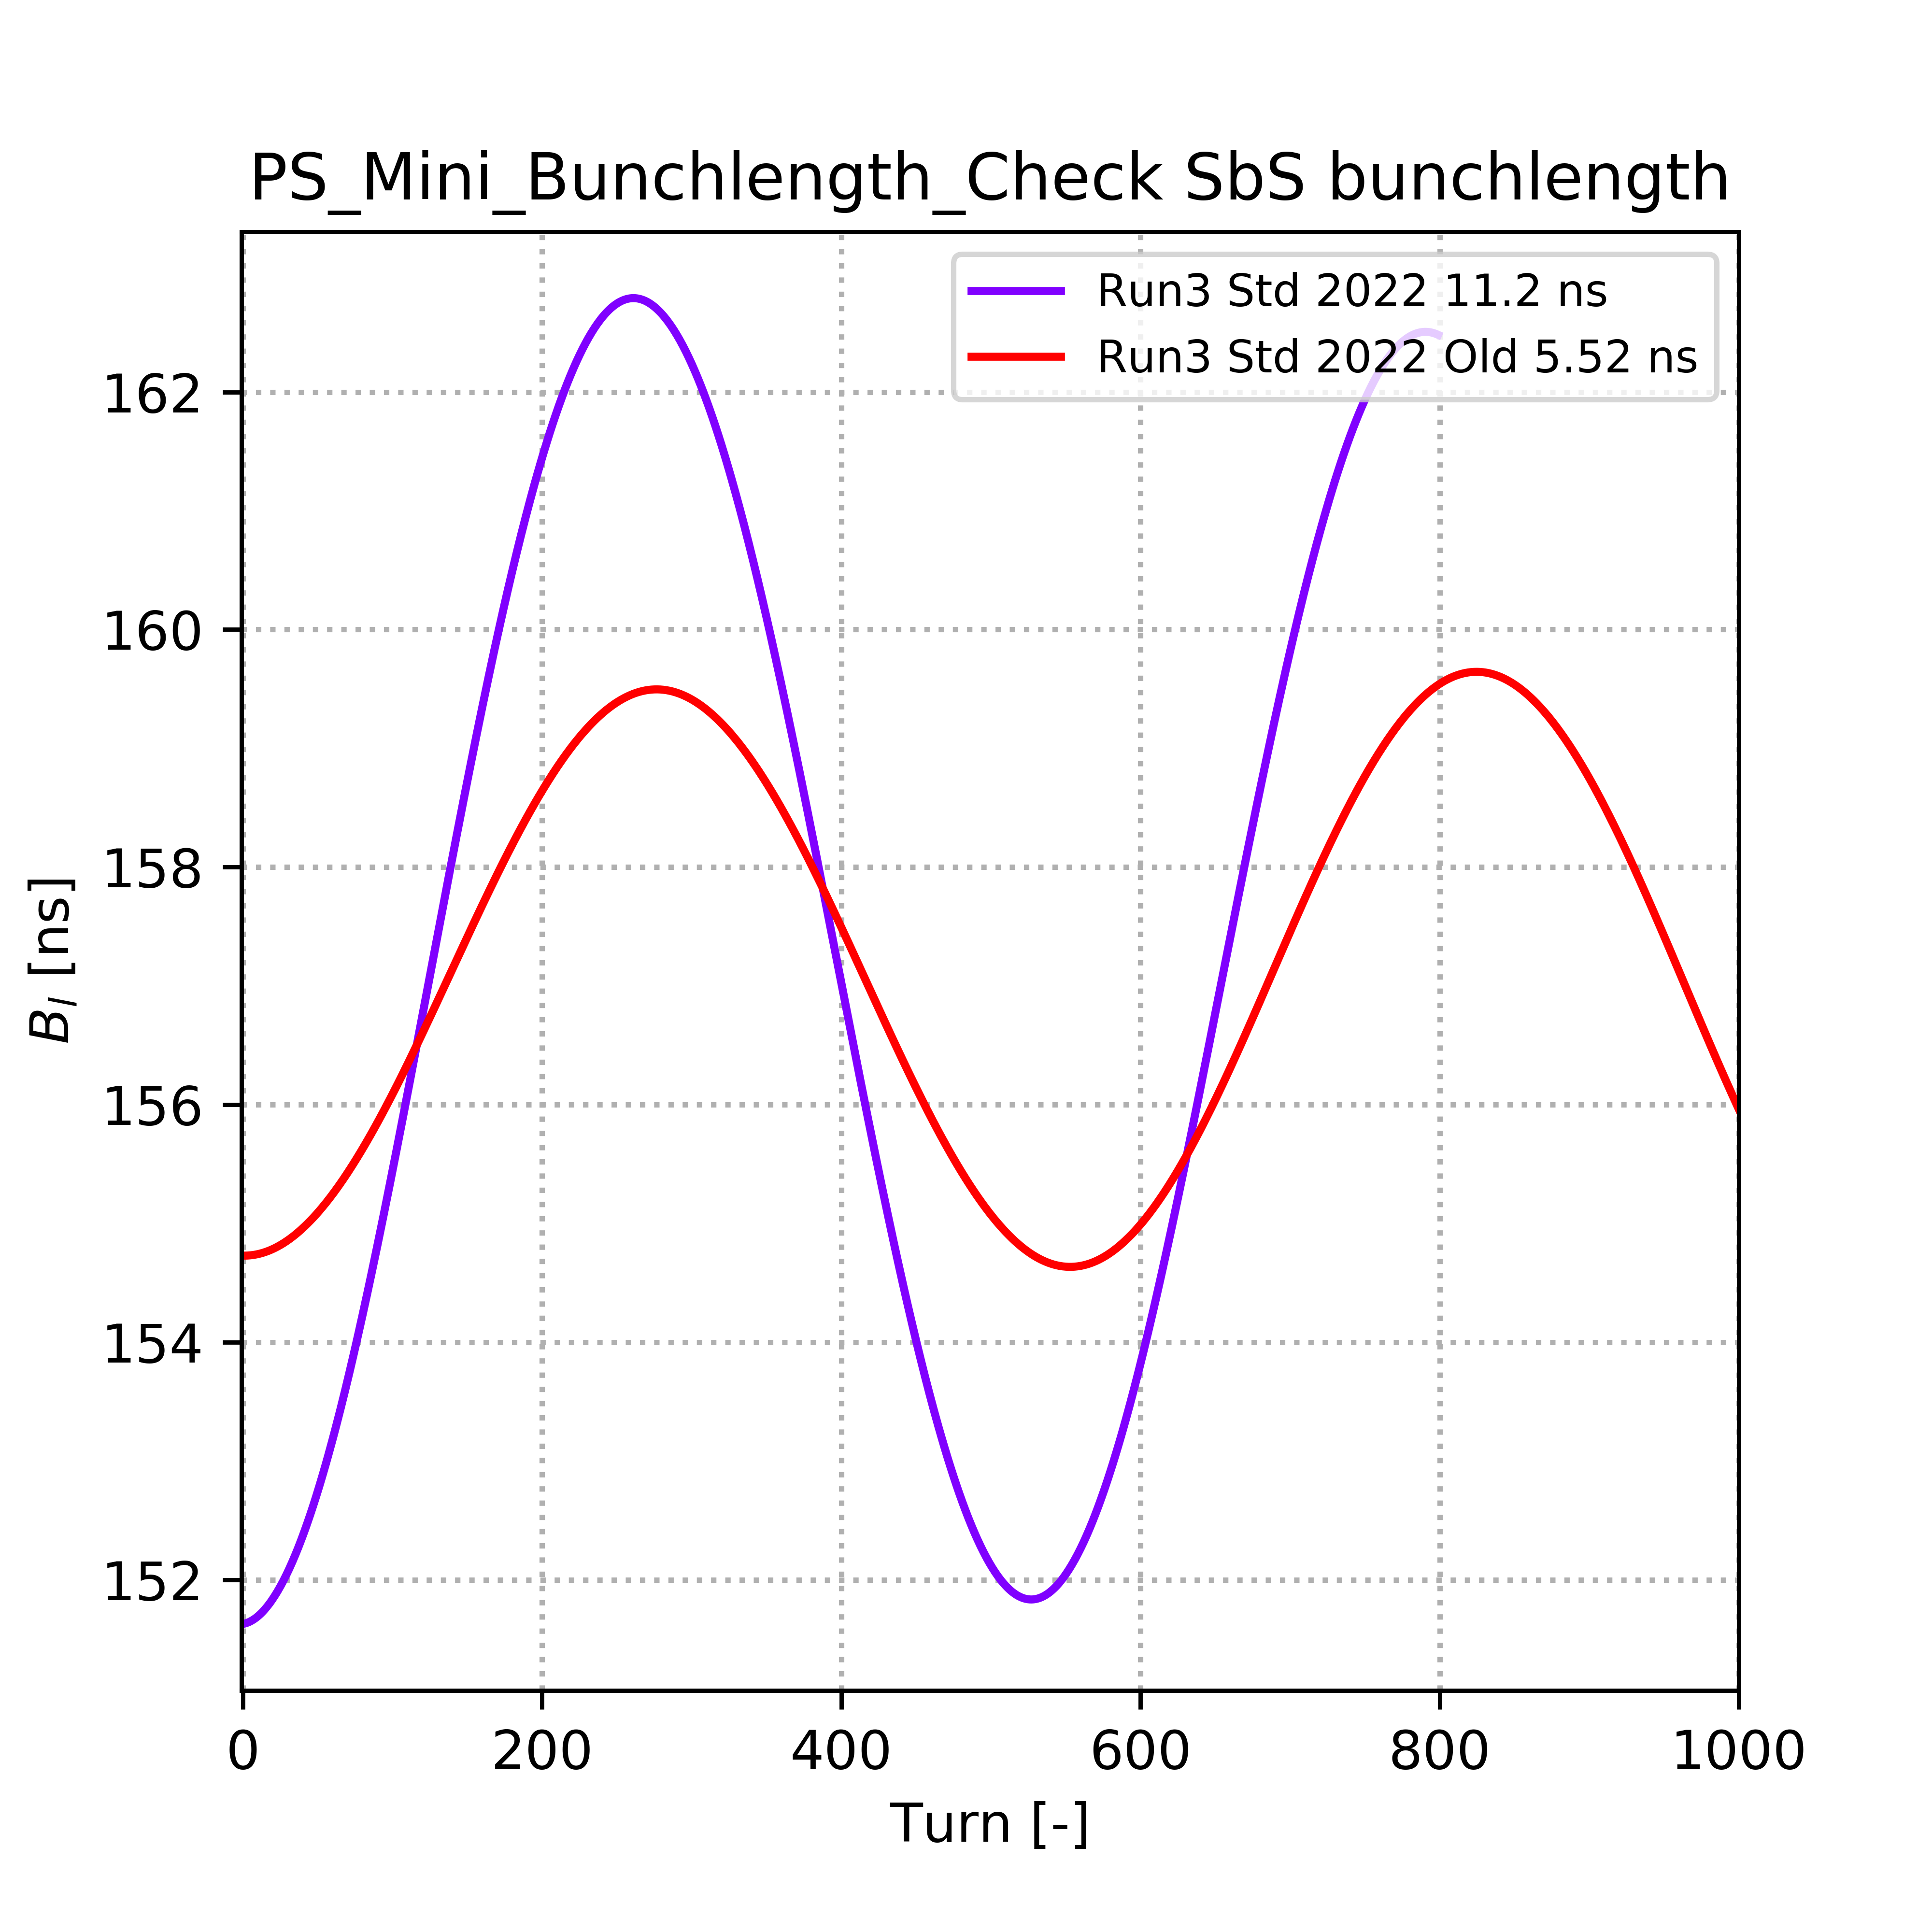 PS_Mini_Bunchlength_Check SbS bunchlength
Run3 Std 2022 11.2 ns
Run3 Std 2022 Old 5.52 ns
162
160
158
156
154
152
B_l [ns]
0 200 400 600 800 1000
Turn [-]